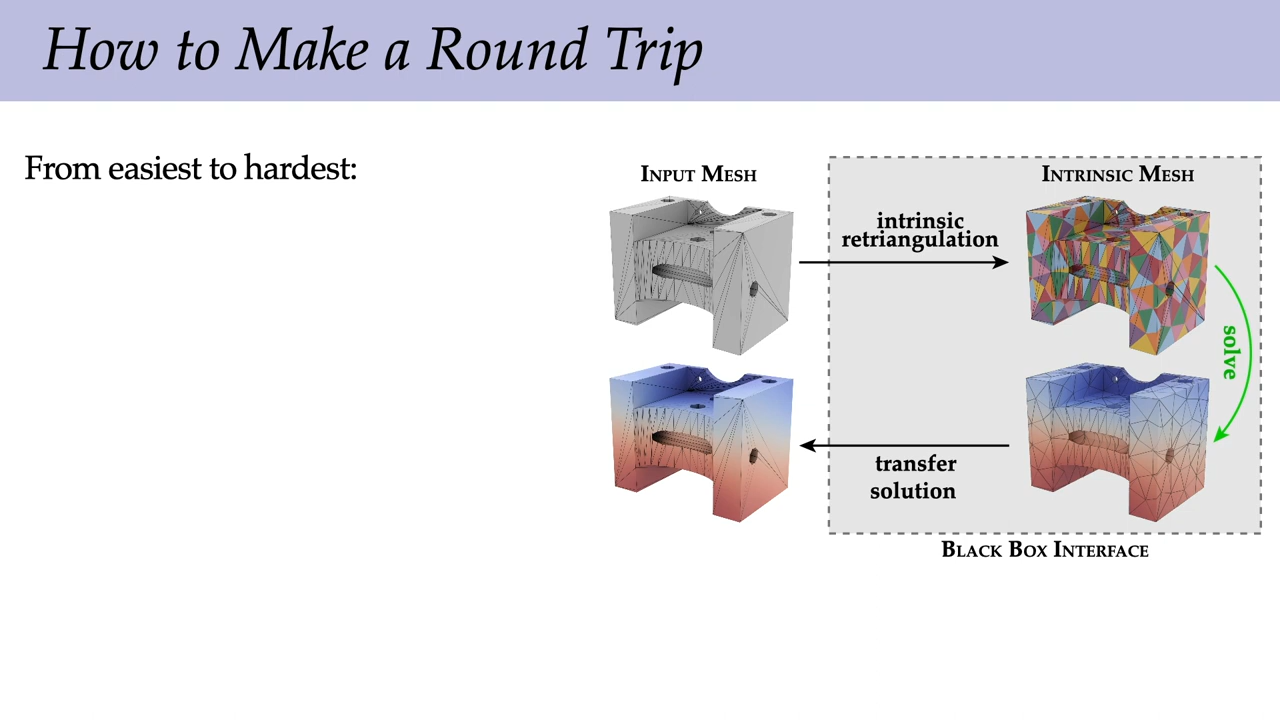 How to Make a Round Trip
From easiest to hardest:
Input Mesh
Intrinsic Mesh
intrinsic
retriangulation
solve
transfer
solution
Black Box Interface